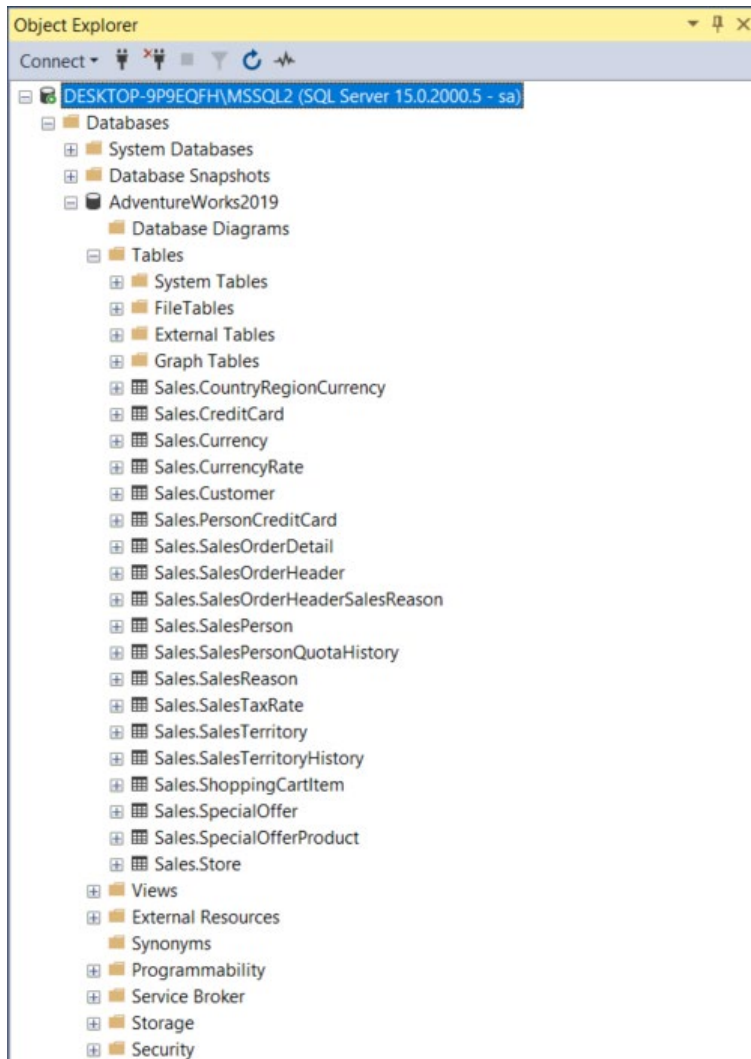 Object Explorer
Connect
DESKTOP-9P9EQFH\MSSQL2 (SQL Server 15.0.2000.5 - sa)
Databases
System Databases
Database Snapshots
AdventureWorks2019
Database Diagrams
Tables
System Tables
FileTables
External Tables
Graph Tables
Sales.CountryRegionCurrency
Sales.CreditCard
Sales.Currency
Sales.CurrencyRate
Sales.Customer
Sales.PersonCreditCard
Sales.SalesOrderDetail
Sales.SalesOrderHeader
Sales.SalesOrderHeaderSalesReason
Sales.SalesPerson
Sales.SalesPersonQuotaHistory
Sales.SalesReason
Sales.SalesTaxRate
Sales.SalesTerritory
Sales.SalesTerritoryHistory
Sales.ShoppingCartItem
Sales.SpecialOffer
Sales.SpecialOfferProduct
Sales.Store
Views
External Resources
Synonyms
Programmability
Service Broker
Storage
Security